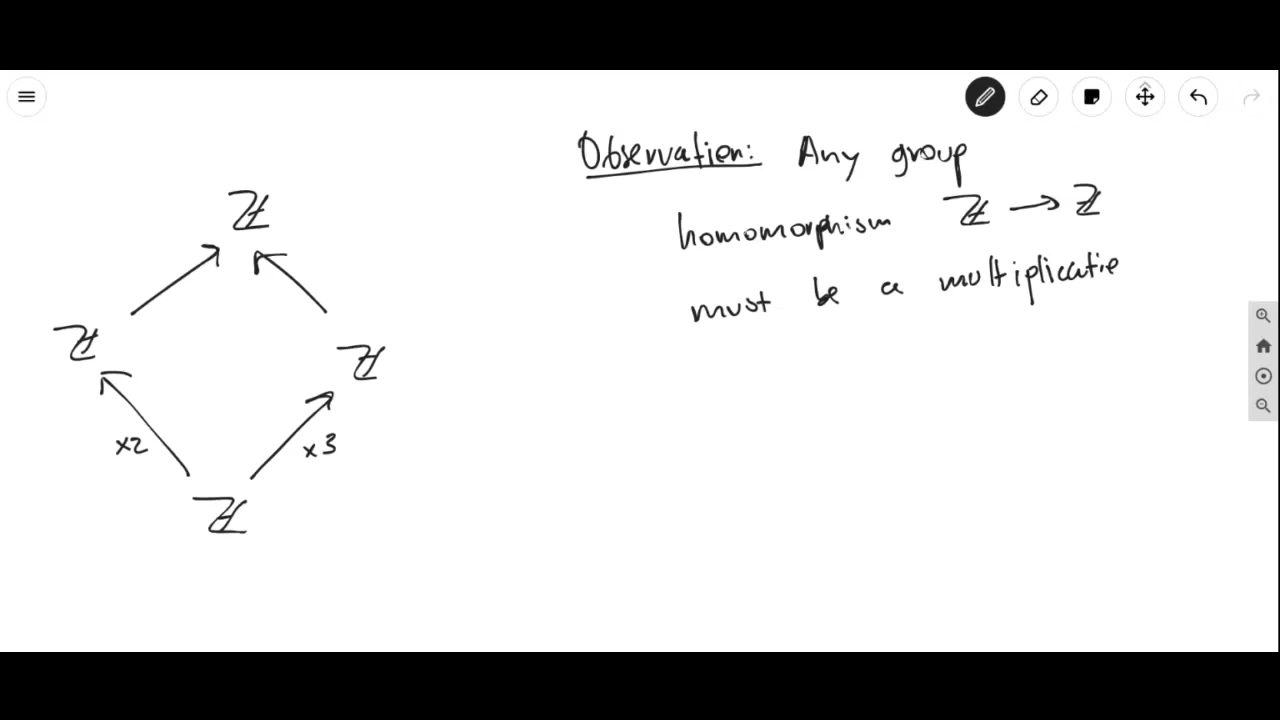 Observation: Any group
homomorphism ℤ → ℤ
must be a multiplicatie
ℤ
ℤ
ℤ
×2
×3
ℤ